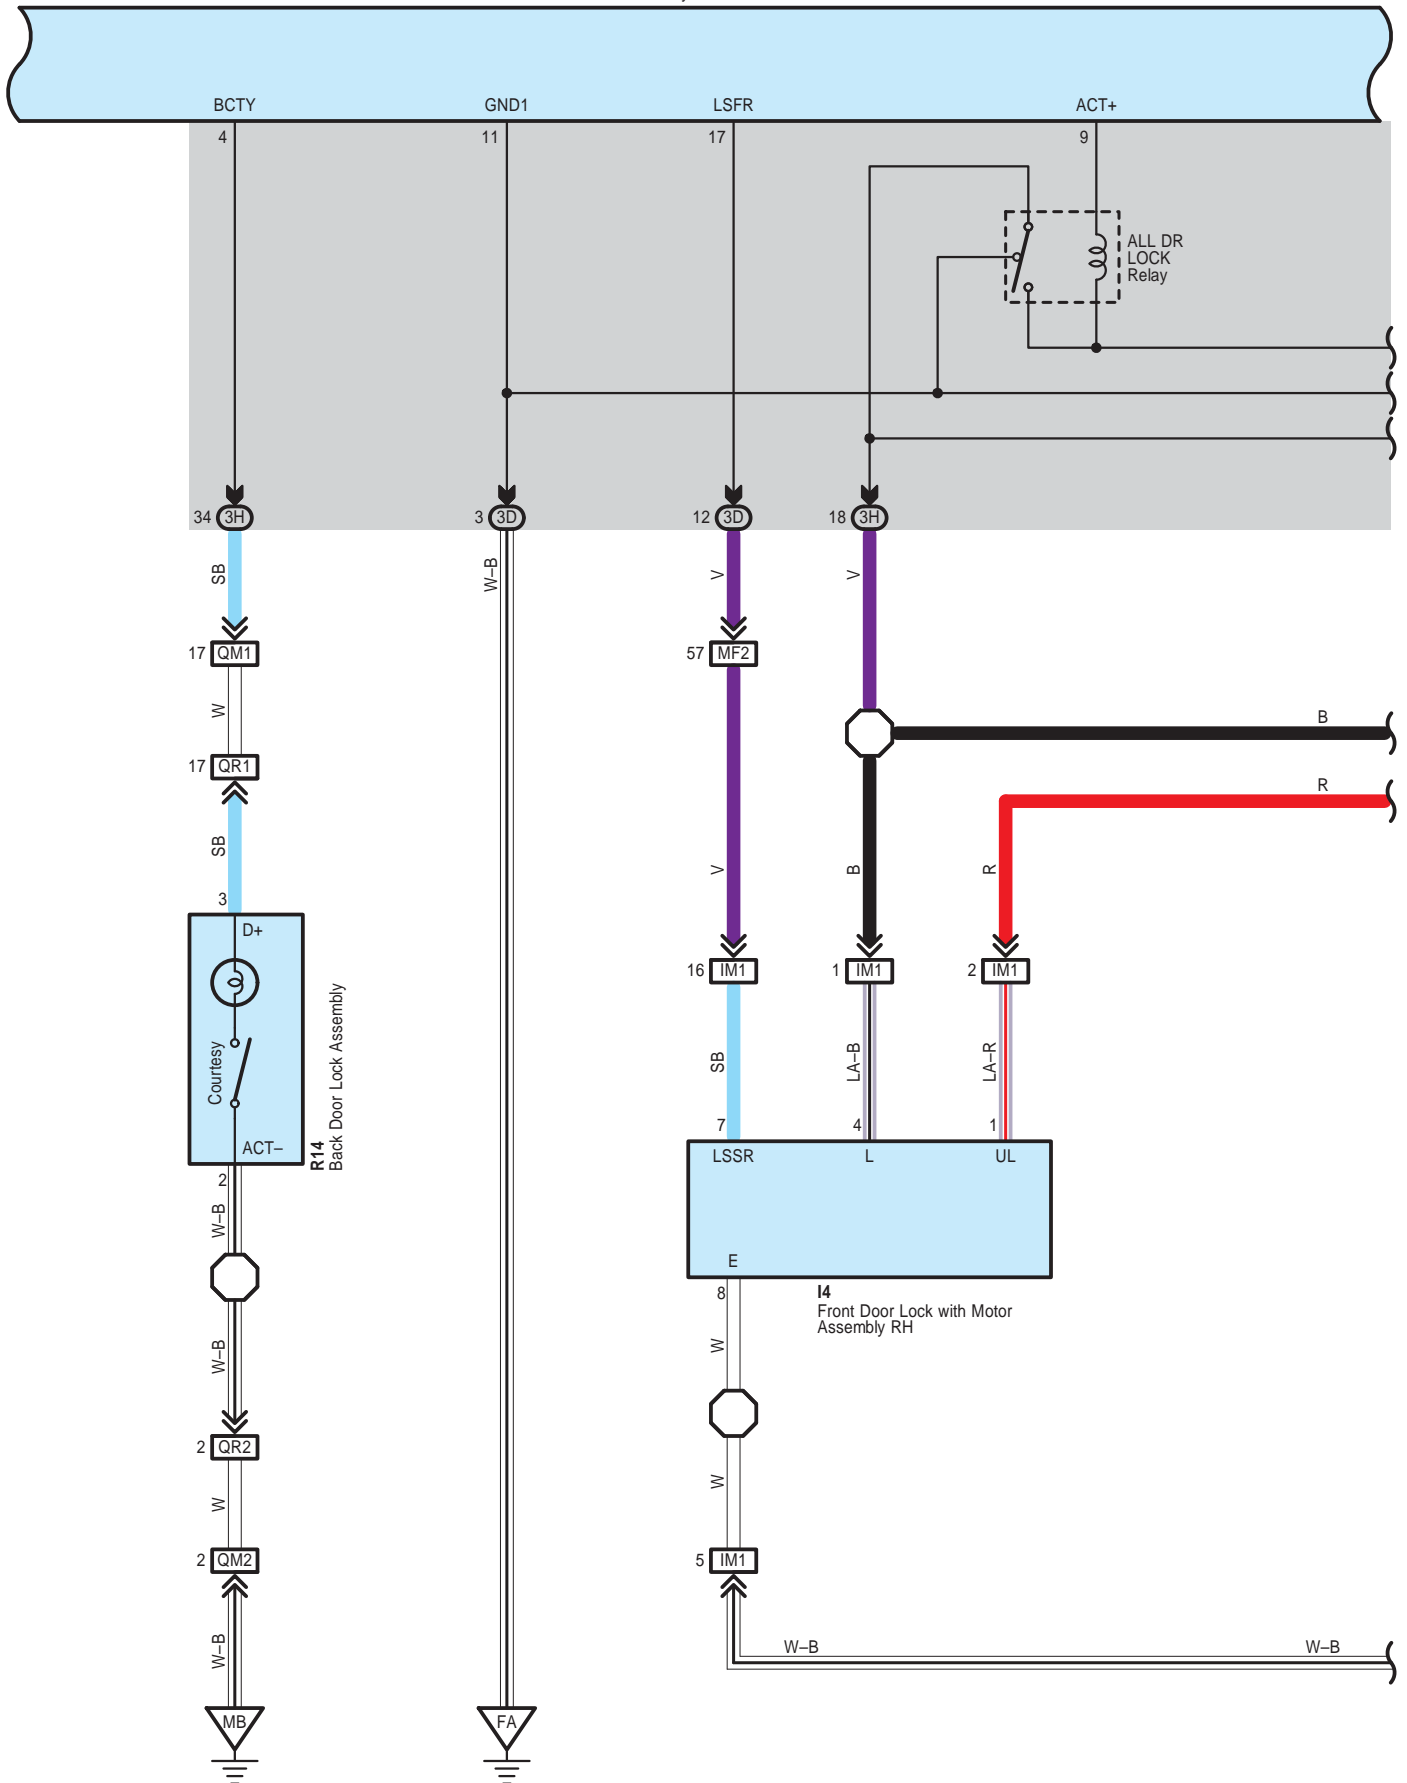 BCTY GND1 LSFR ACT+
4 11 17 9
ALL DR
LOCK
Relay
34 3H 3 3D 12 3D 18 3H
SB W–B V V
17 QM1 57 MF2
W B
17 QR1 R
SB V B R
3
D+
Courtesy
ACT–
R14
Back Door Lock Assembly
16 IM1 1 IM1 2 IM1
SB LA–B LA–R
7 4 1
LSSR L UL
E
8
I4
Front Door Lock with Motor
Assembly RH
2
W–B
W–B W
2 QR2
W W
2 QM2 5 IM1
W–B W–B W–B
MB FA